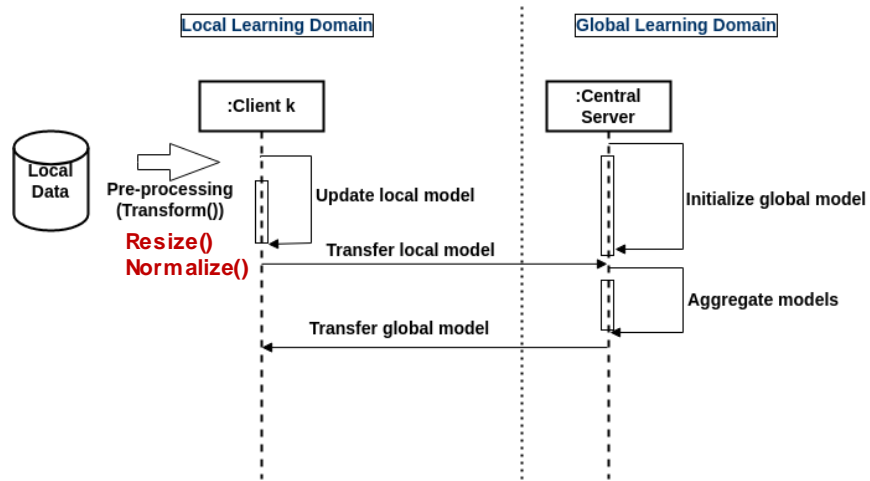 Local Learning Domain
Global Learning Domain
:Client k
:Central
Server
Local
Data
Pre-processing
(Transform())
Resize()
Normalize()
Update local model
Initialize global model
Transfer local model
Aggregate models
Transfer global model